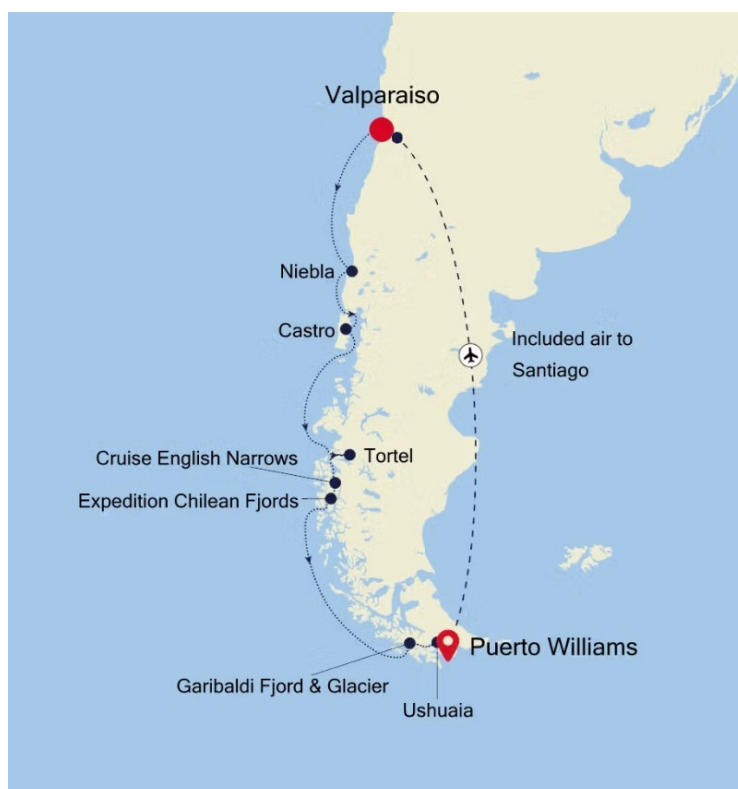 Valparaiso
Niebla
Castro
Included air to
Santiago
Tortel
Cruise English Narrows
Expedition Chilean Fjords
Puerto Williams
Garibaldi Fjord & Glacier
Ushuaia